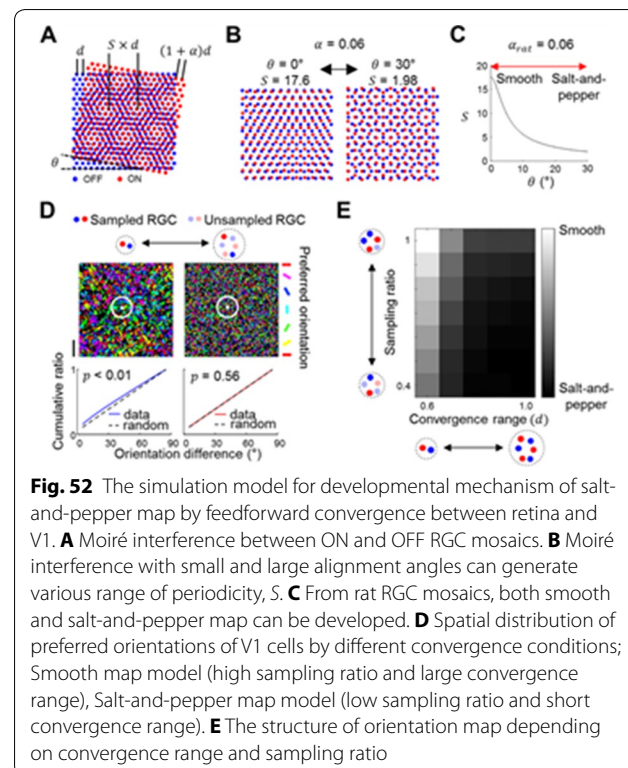 A
d
S × d
(1 + α)d
θ
OFF
ON
B
α = 0.06
θ = 0°
S = 17.6
θ = 30°
S = 1.98
C
α_rat = 0.06
Smooth
Salt-and-
pepper
20
15
10
5
0
S
0 10 20 30
θ (°)
D
Sampled RGC
Unsampled RGC
Preferred orientation
Cumulative ratio
1
p < 0.01
data
random
0 30 60 90
p = 0.56
data
random
0 30 60 90
Orientation difference (°)
E
1
Sampling ratio
0.4
0.6
1.0
Convergence range (d)
Smooth
Salt-and-
pepper
Fig. 52 The simulation model for developmental mechanism of salt-
and-pepper map by feedforward convergence between retina and
V1. A Moiré interference between ON and OFF RGC mosaics. B Moiré
interference with small and large alignment angles can generate
various range of periodicity, S. C From rat RGC mosaics, both smooth
and salt-and-pepper map can be developed. D Spatial distribution of
preferred orientations of V1 cells by different convergence conditions;
Smooth map model (high sampling ratio and large convergence
range), Salt-and-pepper map model (low sampling ratio and short
convergence range). E The structure of orientation map depending
on convergence range and sampling ratio